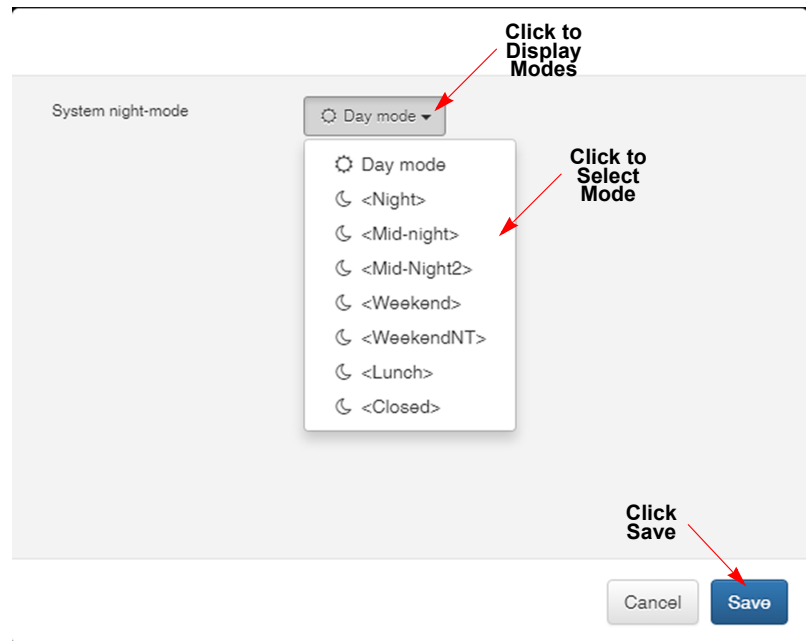 Click to
Display
Modes
System night-mode
Day mode
Day mode
<Night>
<Mid-night>
<Mid-Night2>
<Weekend>
<WeekendNT>
<Lunch>
<Closed>
Click to
Select
Mode
Click
Save
Cancel
Save